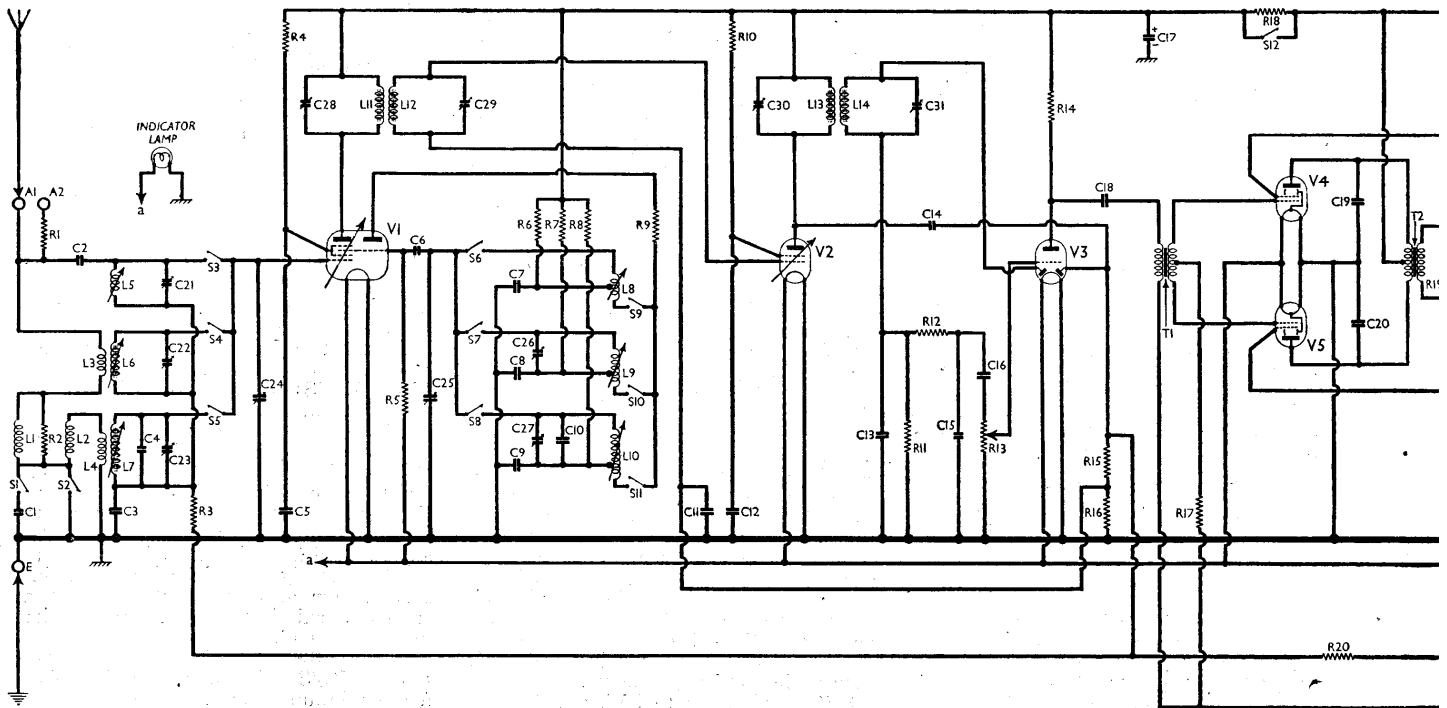 R4
R10
R18
S12
C17
C28
L11
L12
C29
C30
L13
L14
C31
R14
INDICATOR
LAMP
a
A1
A2
R1
C2
S3
L5
C21
V1
C6
S6
R6
R7
R8
R9
C7
L8
S9
V2
C14
V3
C18
V4
C19
T2
R19
T1
V5
C20
L3
L6
C22
S4
C24
S7
C26
C8
L9
S10
R12
C16
L1
R2
L2
L4
L7
C4
C23
S5
R5
C25
S8
C27
C10
C9
L10
S11
C13
R11
C15
R13
R15
S1
S2
C1
C3
R3
C5
C11
C12
R16
R17
E
a
R20